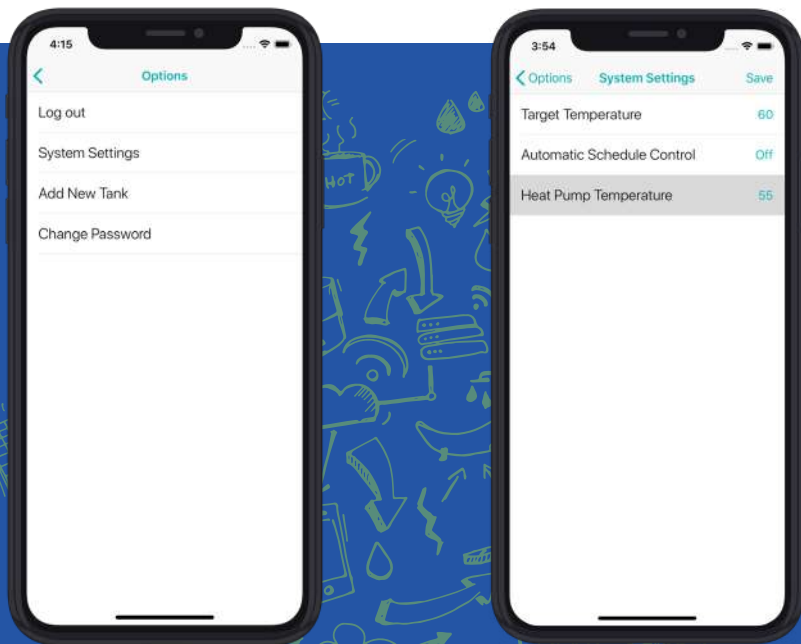 4:15
Options
Log out
System Settings
Add New Tank
Change Password
HOT
3:54
Options System Settings Save
Target Temperature 60
Automatic Schedule Control Off
Heat Pump Temperature 55